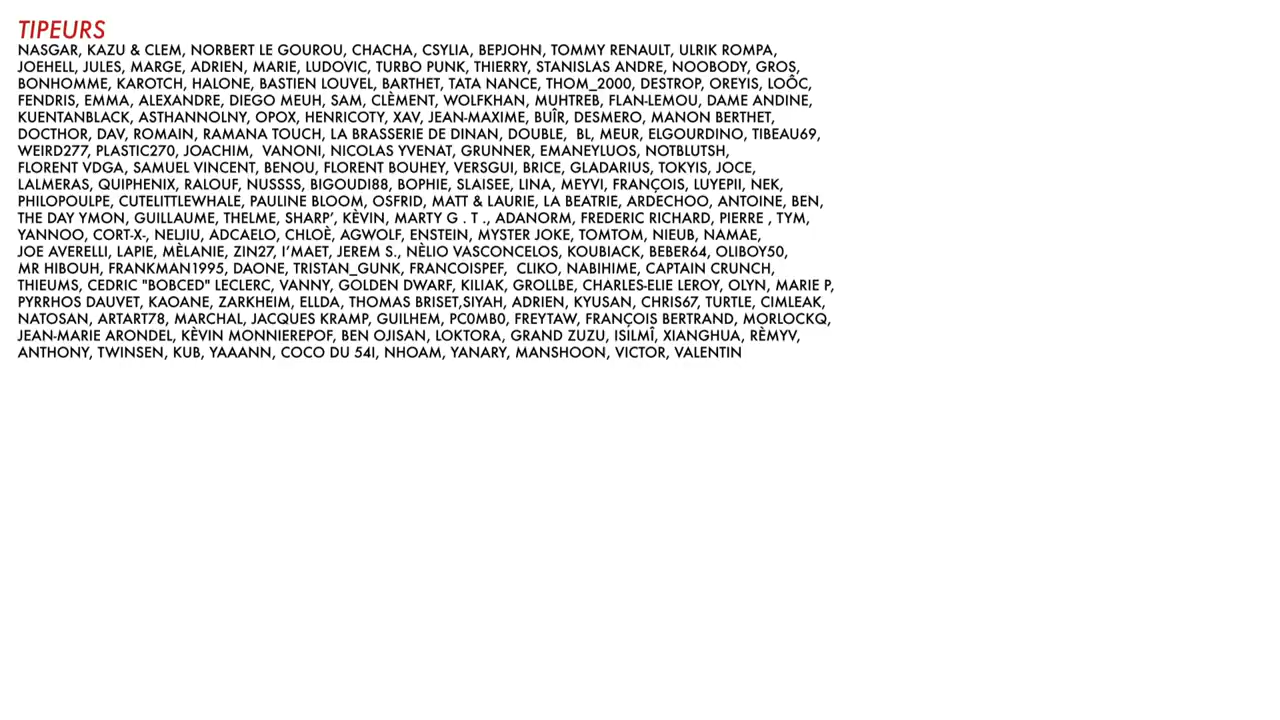 TIPEURS
NASGAR, KAZU & CLEM, NORBERT LE GOUROU, CHACHA, CSYLIA, BEPJOHN, TOMMY RENAULT, ULRIK ROMPA,
JOEHELL, JULES, MARGE, ADRIEN, MARIE, LUDOVIC, TURBO PUNK, THIERRY, STANISLAS ANDRE, NOOBODY, GROS,
BONHOMME, KAROTCH, HALONE, BASTIEN LOUVEL, BARTHET, TATA NANCE, THOM_2000, DESTROP, OREYIS, LOÔC,
FENDRIS, EMMA, ALEXANDRE, DIEGO MEUH, SAM, CLÈMENT, WOLFKHAN, MUHTREB, FLAN-LEMOU, DAME ANDINE,
KUENTANBLACK, ASTHANNOLNY, OPOX, HENRICOTY, XAV, JEAN-MAXIME, BUÎR, DESMERO, MANON BERTHET,
DOCTHOR, DAV, ROMAIN, RAMANA TOUCH, LA BRASSERIE DE DINAN, DOUBLE,  BL, MEUR, ELGOURDINO, TIBEAU69,
WEIRD277, PLASTIC270, JOACHIM,  VANONI, NICOLAS YVENAT, GRUNNER, EMANEYLUOS, NOTBLUTSH,
FLORENT VDGA, SAMUEL VINCENT, BENOU, FLORENT BOUHEY, VERSGUI, BRICE, GLADARIUS, TOKYIS, JOCE,
LALMERAS, QUIPHENIX, RALOUF, NUSSSS, BIGOUDI88, BOPHIE, SLAISEE, LINA, MEYVI, FRANÇOIS, LUYEPII, NEK,
PHILOPOULPE, CUTELITTLEWHALE, PAULINE BLOOM, OSFRID, MATT & LAURIE, LA BEATRIE, ARDECHOO, ANTOINE, BEN,
THE DAY YMON, GUILLAUME, THELME, SHARP’, KÈVIN, MARTY G . T ., ADANORM, FREDERIC RICHARD, PIERRE , TYM,
YANNOO, CORT-X-, NELJIU, ADCAELO, CHLOÈ, AGWOLF, ENSTEIN, MYSTER JOKE, TOMTOM, NIEUB, NAMAE,
JOE AVERELLI, LAPIE, MÈLANIE, ZIN27, I’MAET, JEREM S., NÈLIO VASCONCELOS, KOUBIACK, BEBER64, OLIBOY50,
MR HIBOUH, FRANKMAN1995, DAONE, TRISTAN_GUNK, FRANCOISPEF,  CLIKO, NABIHIME, CAPTAIN CRUNCH,
THIEUMS, CEDRIC "BOBCED" LECLERC, VANNY, GOLDEN DWARF, KILIAK, GROLLBE, CHARLES-ELIE LEROY, OLYN, MARIE P,
PYRRHOS DAUVET, KAOANE, ZARKHEIM, ELLDA, THOMAS BRISET,SIYAH, ADRIEN, KYUSAN, CHRIS67, TURTLE, CIMLEAK,
NATOSAN, ARTART78, MARCHAL, JACQUES KRAMP, GUILHEM, PC0MB0, FREYTAW, FRANÇOIS BERTRAND, MORLOCKQ,
JEAN-MARIE ARONDEL, KÈVIN MONNIEREPOF, BEN OJISAN, LOKTORA, GRAND ZUZU, ISILMÎ, XIANGHUA, RÈMYV,
ANTHONY, TWINSEN, KUB, YAAANN, COCO DU 54I, NHOAM, YANARY, MANSHOON, VICTOR, VALENTIN